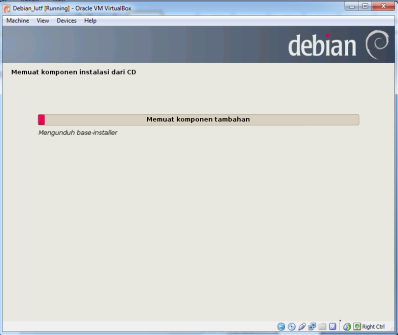 Debian_lutf [Running] - Oracle VM VirtualBox
Machine View Devices Help
debian
Memuat komponen instalasi dari CD
Memuat komponen tambahan
Mengunduh base-installer
Right Ctrl